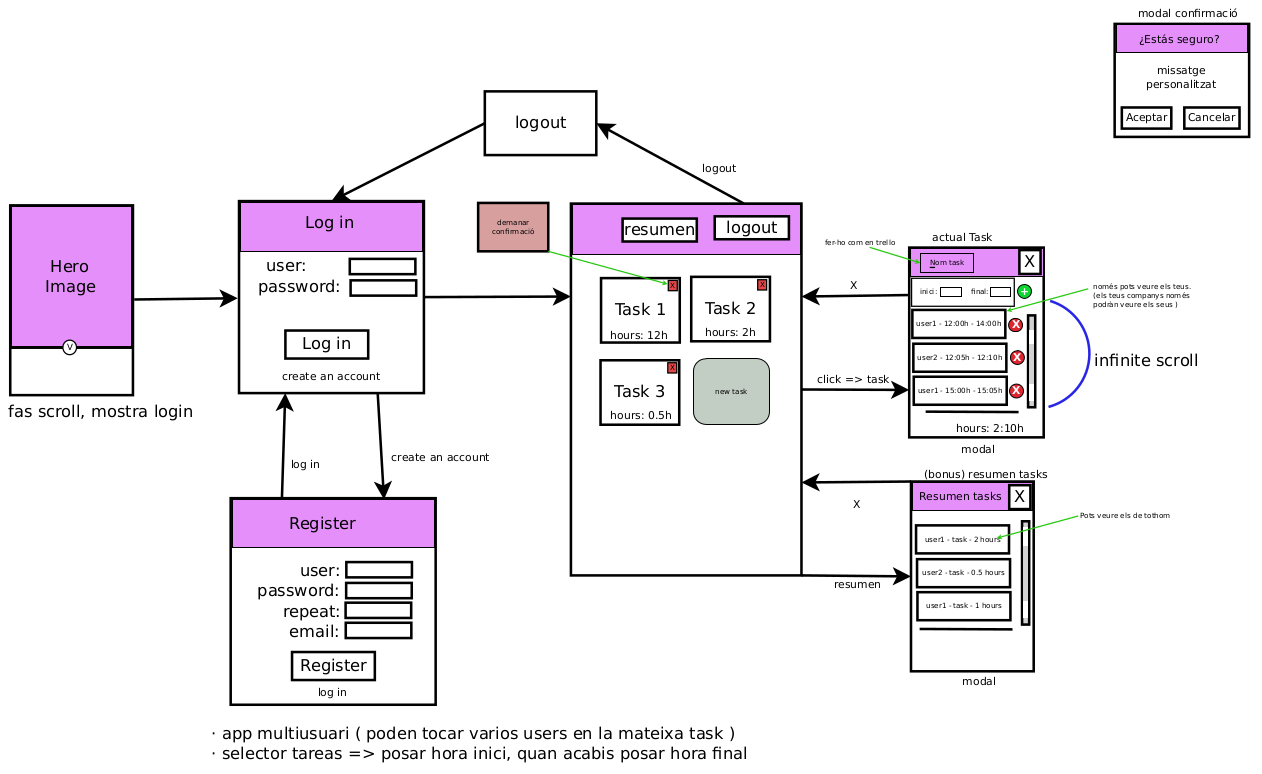 modal confirmació
¿Estás seguro?
missatge
personalitzat
Aceptar
Cancelar
logout
logout
Hero
Image
V
fas scroll, mostra login
Log in
user:
password:
Log in
create an account
log in
create an account
Register
user:
password:
repeat:
email:
Register
log in
demanar
confirmació
resumen
logout
X
Task 1
hours: 12h
X
Task 2
hours: 2h
X
Task 3
hours: 0.5h
new task
X
click => task
X
resumen
fer-ho com en trello
actual Task
Nom task
X
inici:
final:
+
només pots veure els teus.
(els teus companys només
podràn veure els seus )
user1 - 12:00h - 14:00h
X
user2 - 12:05h - 12:10h
X
user1 - 15:00h - 15:05h
X
infinite scroll
hours: 2:10h
modal
(bonus) resumen tasks
Resumen tasks
X
Pots veure els de tothom
user1 - task - 2 hours
user2 - task - 0.5 hours
user1 - task - 1 hours
modal
· app multiusuari ( poden tocar varios users en la mateixa task )
· selector tareas => posar hora inici, quan acabis posar hora final